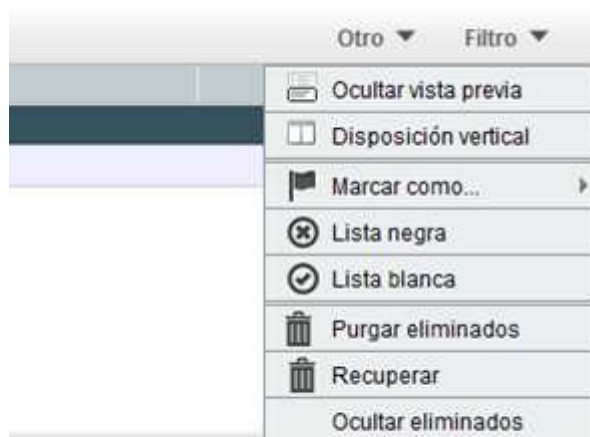 Otro Filtro
Ocultar vista previa
Disposición vertical
Marcar como...
Lista negra
Lista blanca
Purgar eliminados
Recuperar
Ocultar eliminados